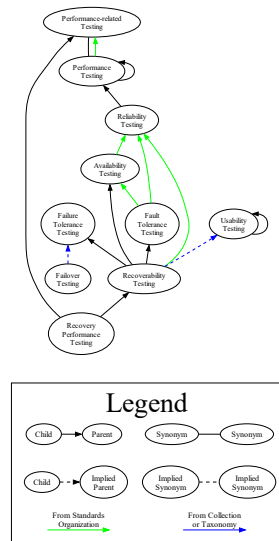 Performance-related
Testing
Performance
Testing
Reliability
Testing
Availability
Testing
Failure
Tolerance
Testing
Fault
Tolerance
Testing
Usability
Testing
Failover
Testing
Recoverability
Testing
Recovery
Performance
Testing
Legend
Child
Parent
Synonym
Synonym
Child
Implied
Parent
Implied
Synonym
Implied
Synonym
From Standards
Organization
From Collection
or Taxonomy